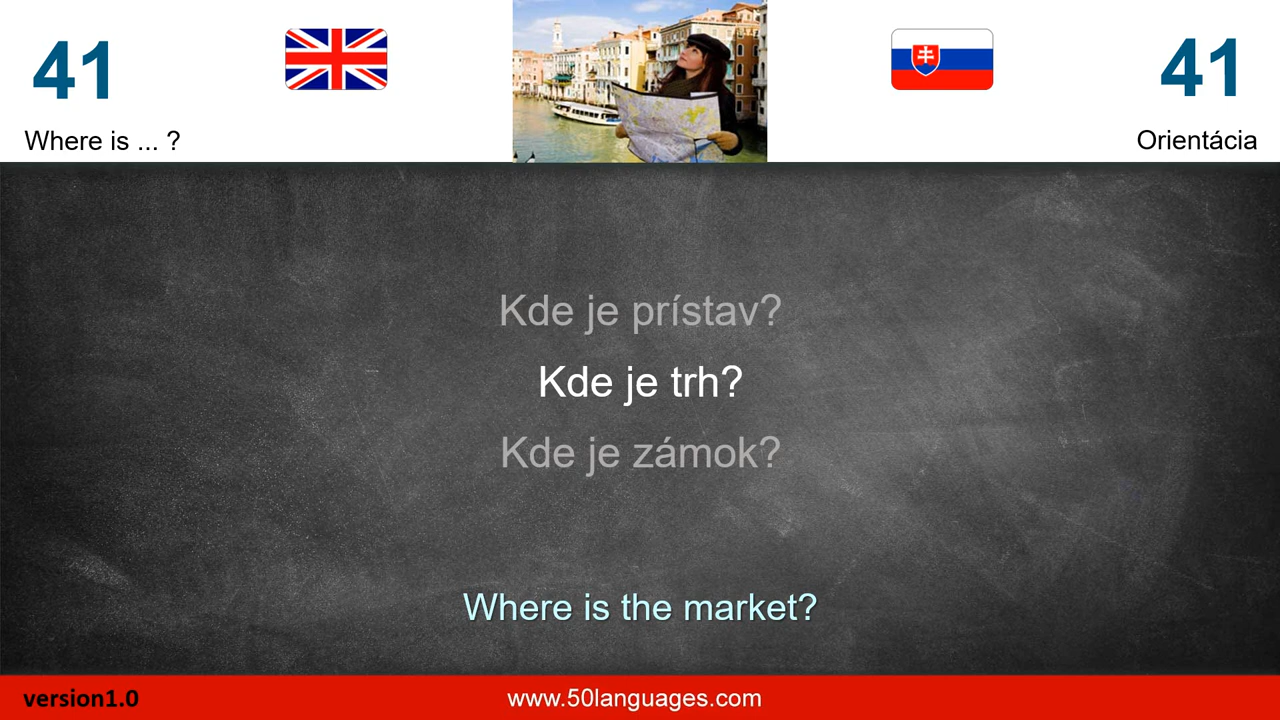 41
41
Where is ... ?
Orientácia
Kde je prístav?
Kde je trh?
Kde je zámok?
Where is the market?
version1.0
www.50languages.com